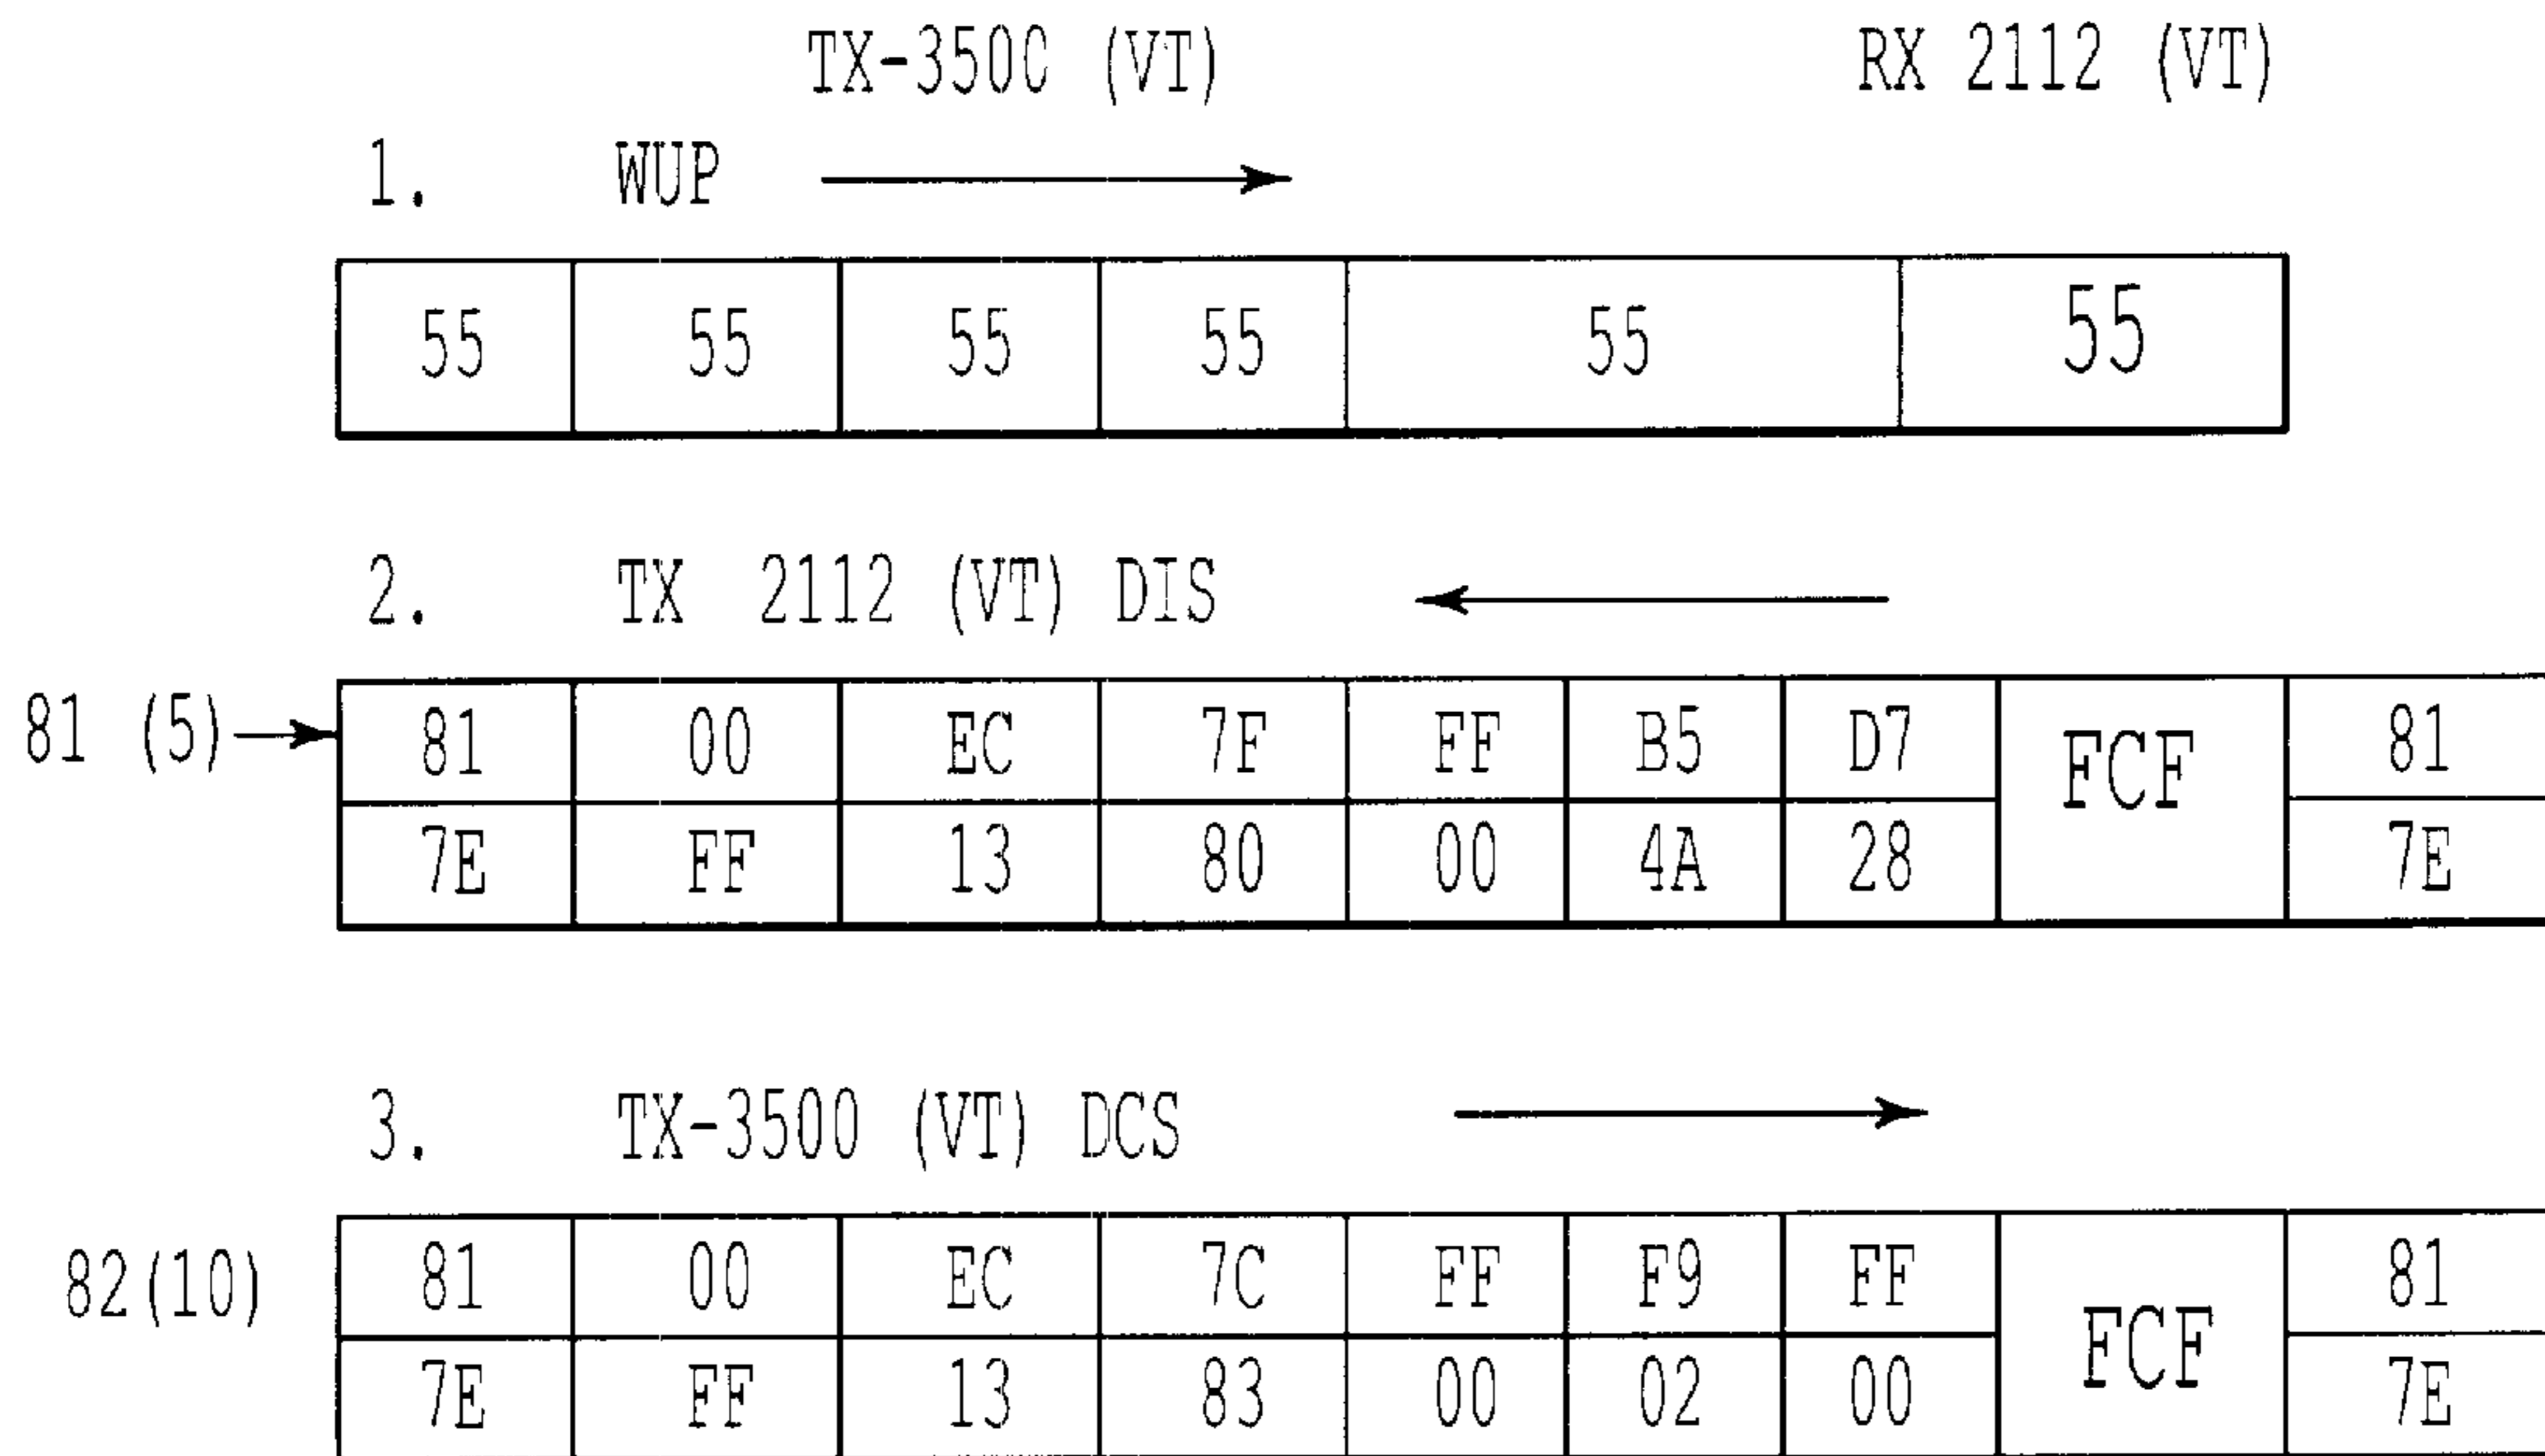 TX-3500 (VT) RX 2112 (VT)
1. WUP
55 55 55 55 55 55
2. TX 2112 (VT) DIS
81 (5) 81 00 EC 7F FF B5 D7 FCF 81
7E FF 13 80 00 4A 28 7E
3. TX-3500 (VT) DCS
82(10) 81 00 EC 7C FF F9 FF FCF 81
7E FF 13 83 00 02 00 7E